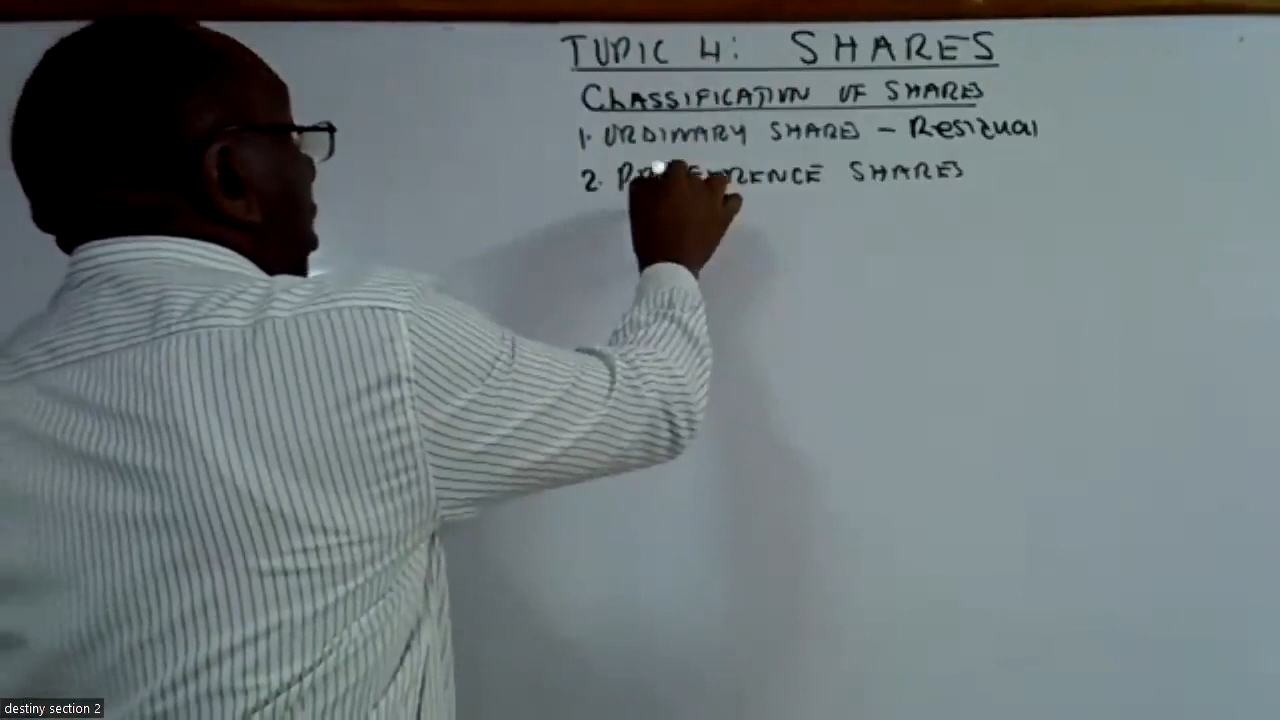 TOPIC 4: SHARES
CLASSIFICATION OF SHARES
1. ORDINARY SHARES - Residual
2. PREFERENCE SHARES
destiny section 2